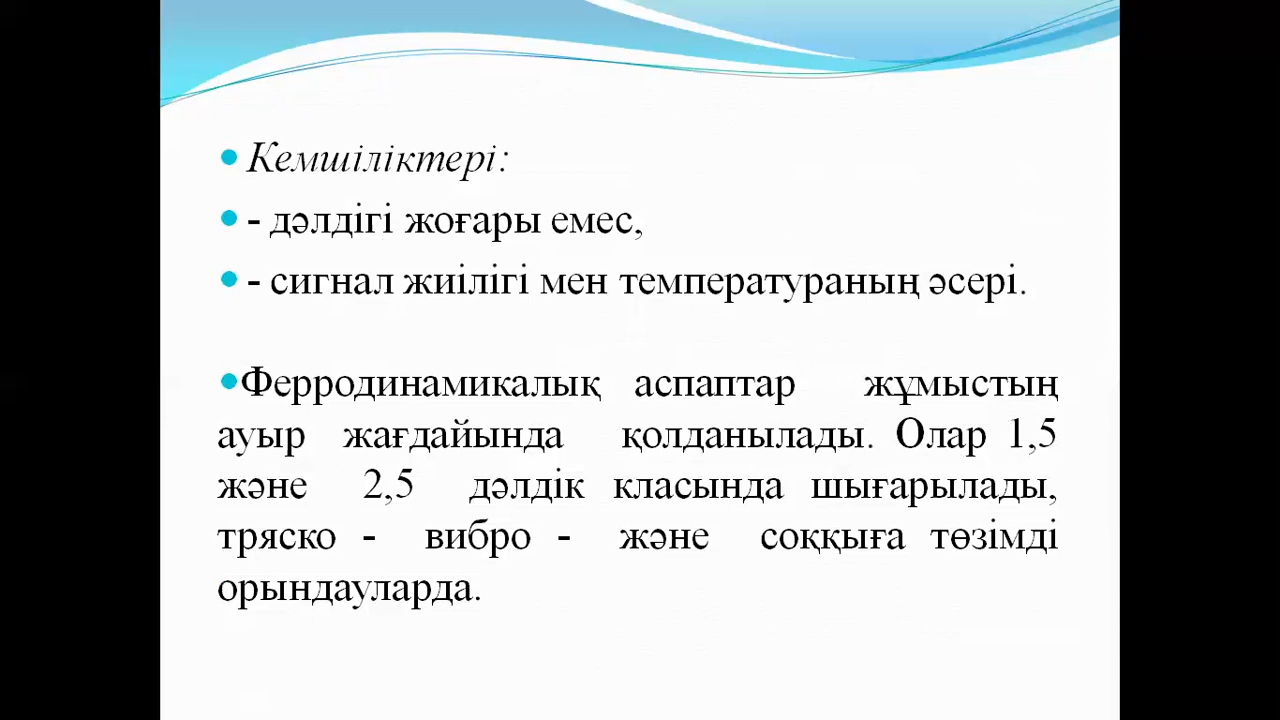 Кемшіліктері:
- дәлдігі жоғары емес,
- сигнал жиілігі мен температураның әсері.
Ферродинамикалық аспаптар жұмыстың
ауыр жағдайында қолданылады. Олар 1,5
және 2,5 дәлдік класында шығарылады,
тряско - вибро - және соққыға төзімді
орындауларда.